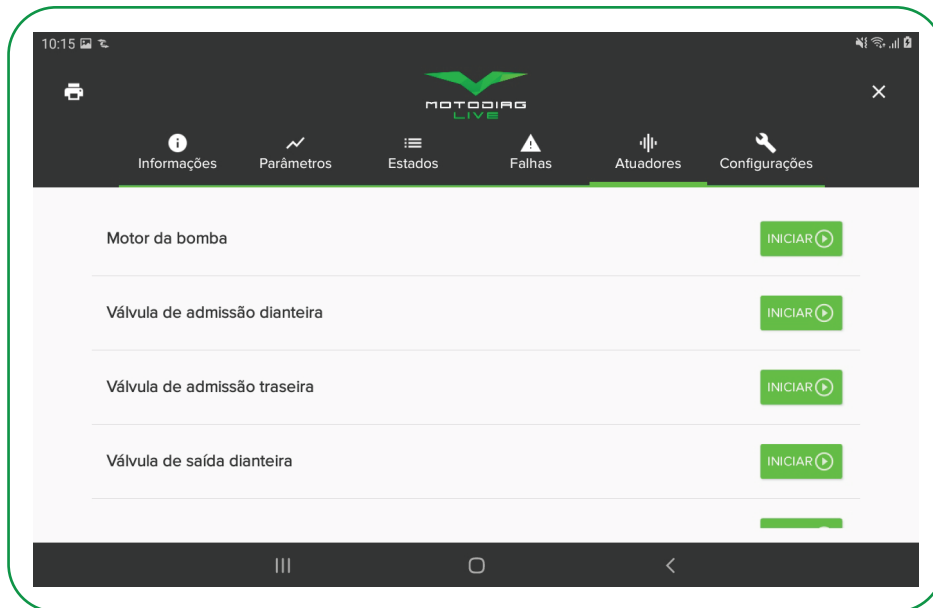 10:15
MOTODIAG
LIVE
Informações Parâmetros Estados Falhas Atuadores Configurações
Motor da bomba INICIAR
Válvula de admissão dianteira INICIAR
Válvula de admissão traseira INICIAR
Válvula de saída dianteira INICIAR